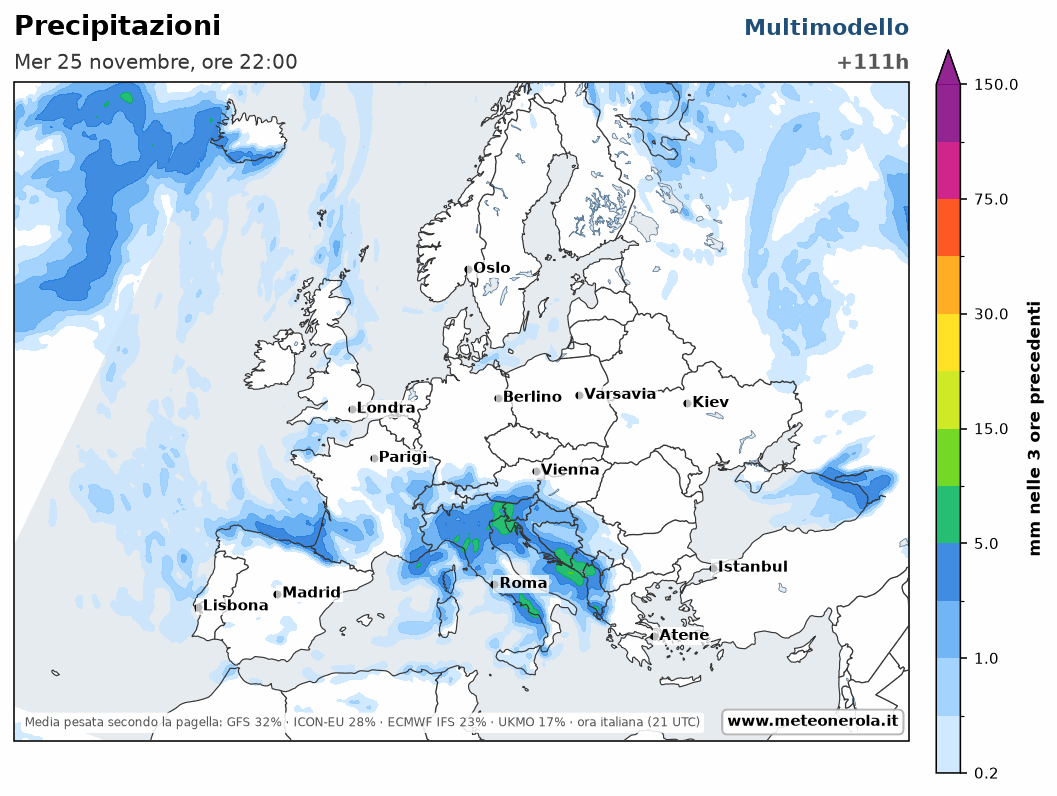 Precipitazioni
Multimodello
Mer 25 novembre, ore 22:00
+111h
150.0
75.0
30.0
15.0
5.0
1.0
0.2
mm nelle 3 ore precedenti
Oslo
Berlino
Varsavia
Kiev
Londra
Parigi
Vienna
Istanbul
Roma
Madrid
Lisbona
Atene
Media pesata secondo la pagella: GFS 32% · ICON-EU 28% · ECMWF IFS 23% · UKMO 17% · ora italiana (21 UTC)
www.meteonerola.it